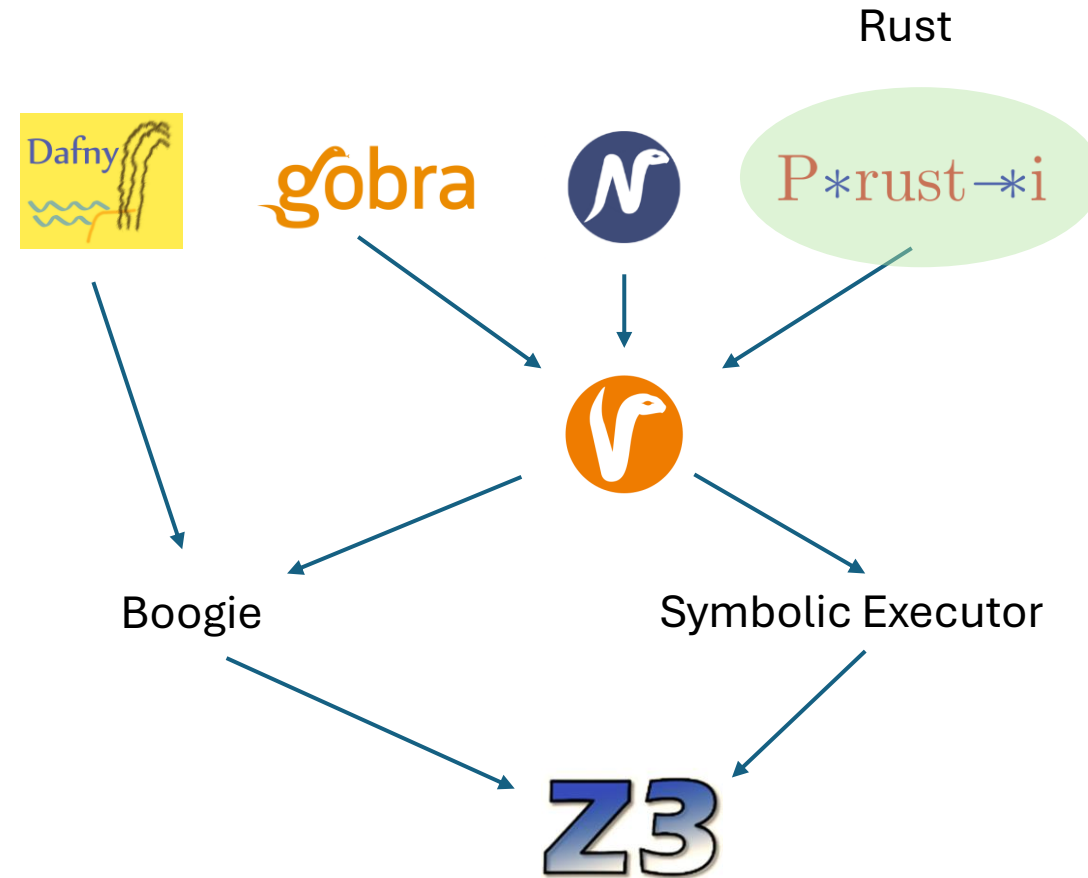 Rust
Dafny
gobra
N
P*rust-*i
V
Boogie
Symbolic Executor
Z3